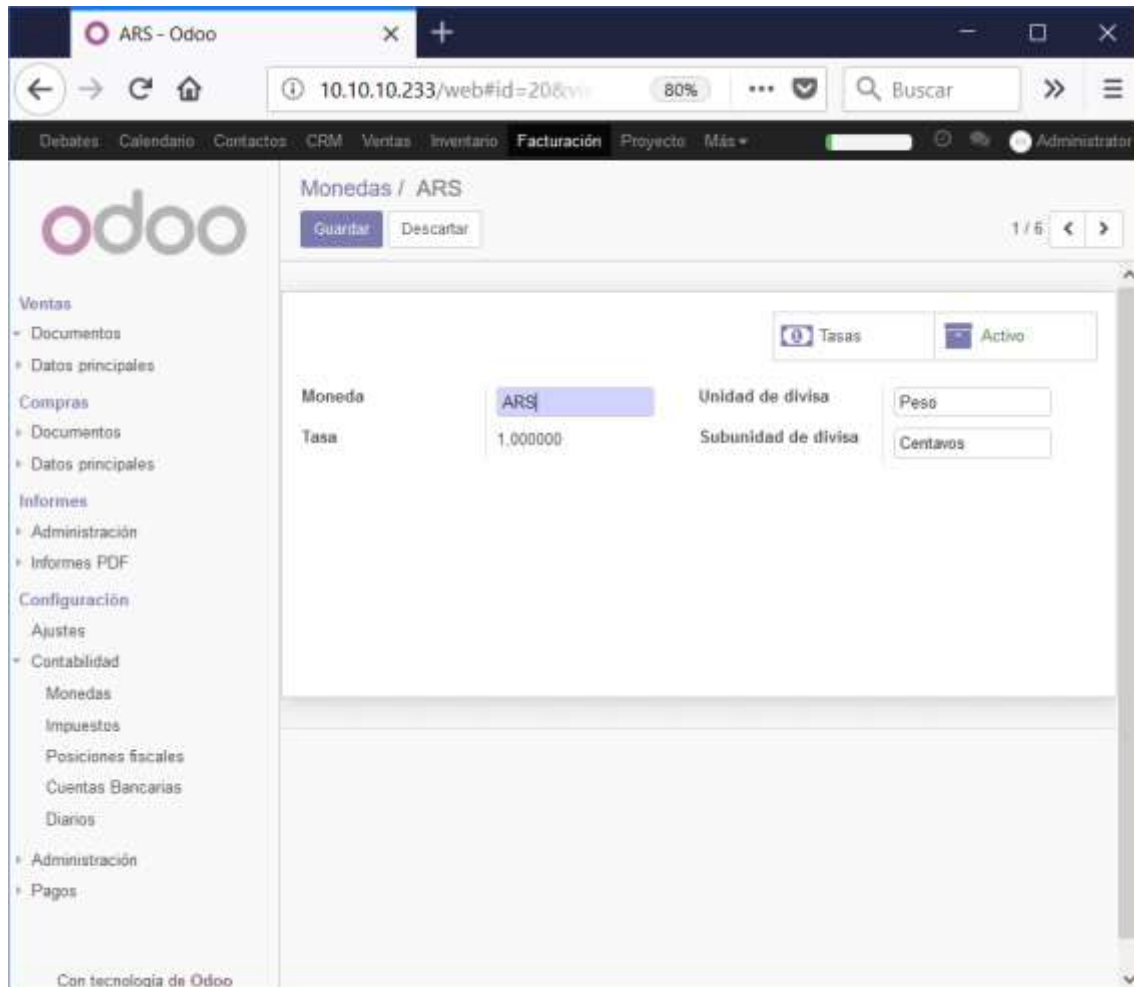 ARS - Odoo
10.10.10.233/web#id=20&vi
80%
Buscar
Debates Calendario Contactos CRM Ventas Inventario Facturación Proyecto Más Administrator
odoo
Monedas / ARS
Guardar Descartar
1 / 6
Ventas
Documentos
Datos principales
Compras
Documentos
Datos principales
Informes
Administración
Informes PDF
Configuración
Ajustes
Contabilidad
Monedas
Impuestos
Posiciones fiscales
Cuentas Bancarias
Diarios
Administración
Pagos
Con tecnología de Odoo
Tasas
Activo
Moneda ARS Unidad de divisa Peso
Tasa 1,000000 Subunidad de divisa Centavos